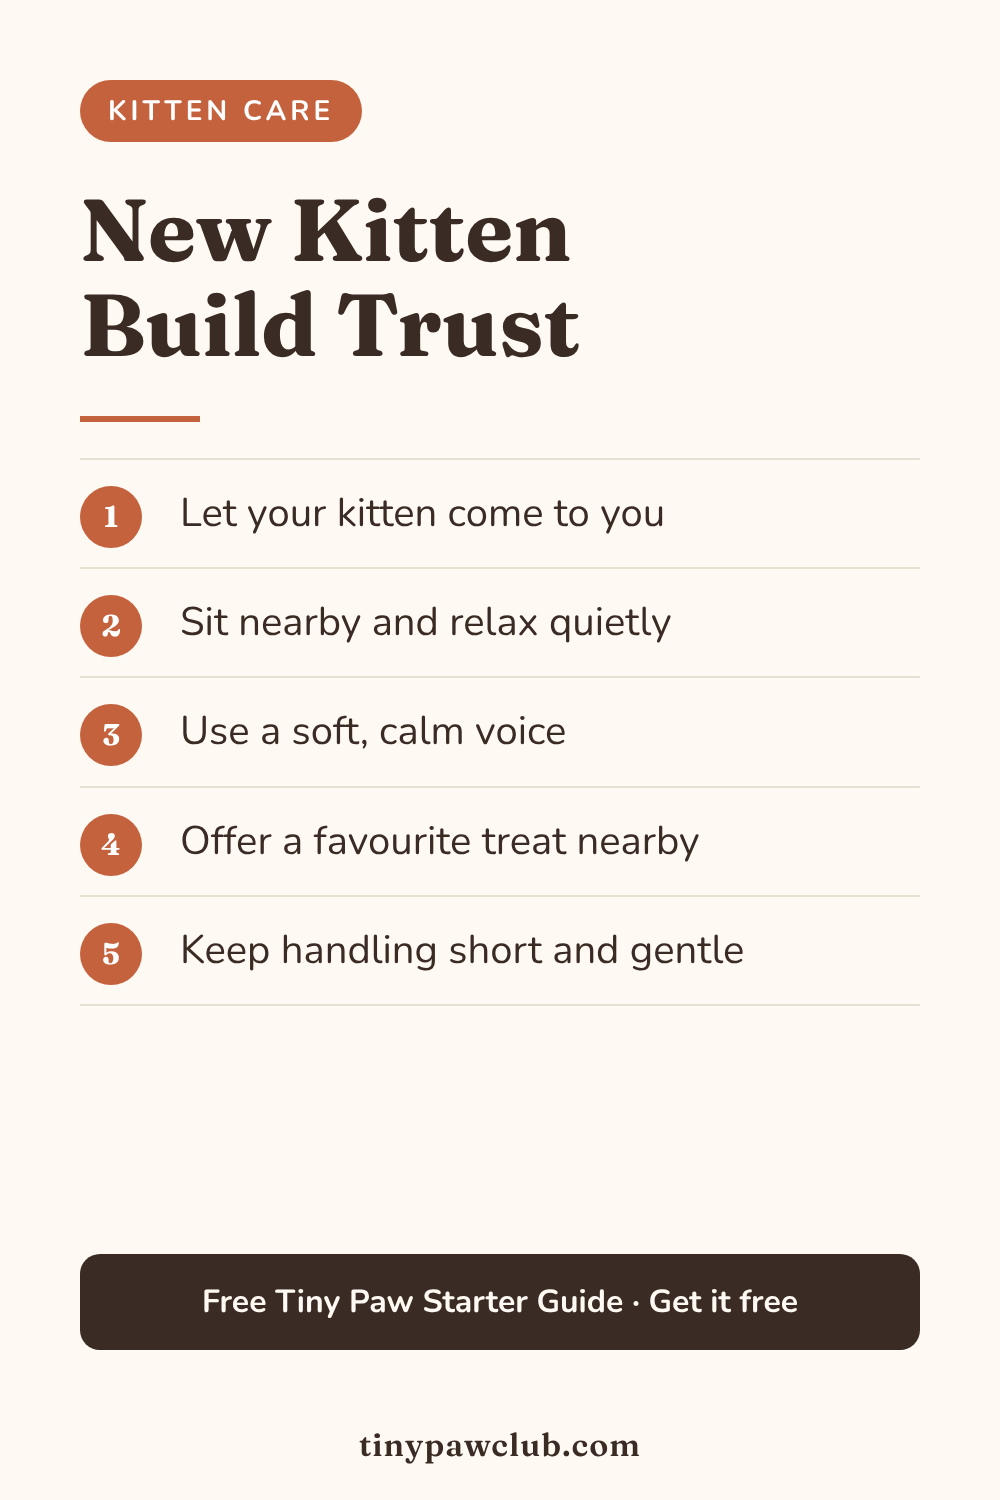 KITTEN CARE
New Kitten
Build Trust
1 Let your kitten come to you
2 Sit nearby and relax quietly
3 Use a soft, calm voice
4 Offer a favourite treat nearby
5 Keep handling short and gentle
Free Tiny Paw Starter Guide · Get it free
tinypawclub.com